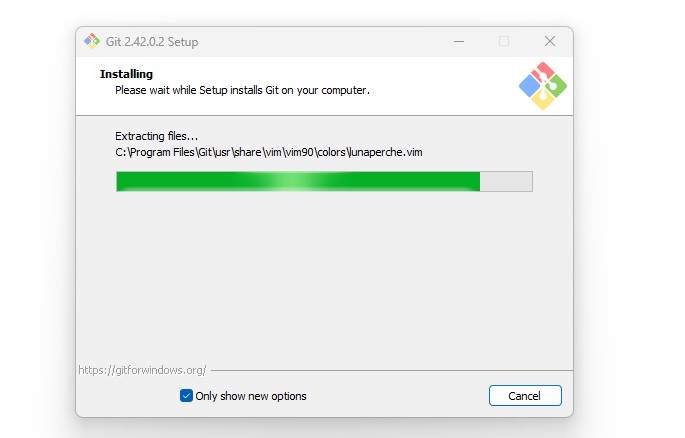 Git 2.42.0.2 Setup
Installing
Please wait while Setup installs Git on your computer.
Extracting files...
C:\Program Files\Git\usr\share\vim\vim90\colors\lunaperche.vim
https://gitforwindows.org/
Only show new options
Cancel